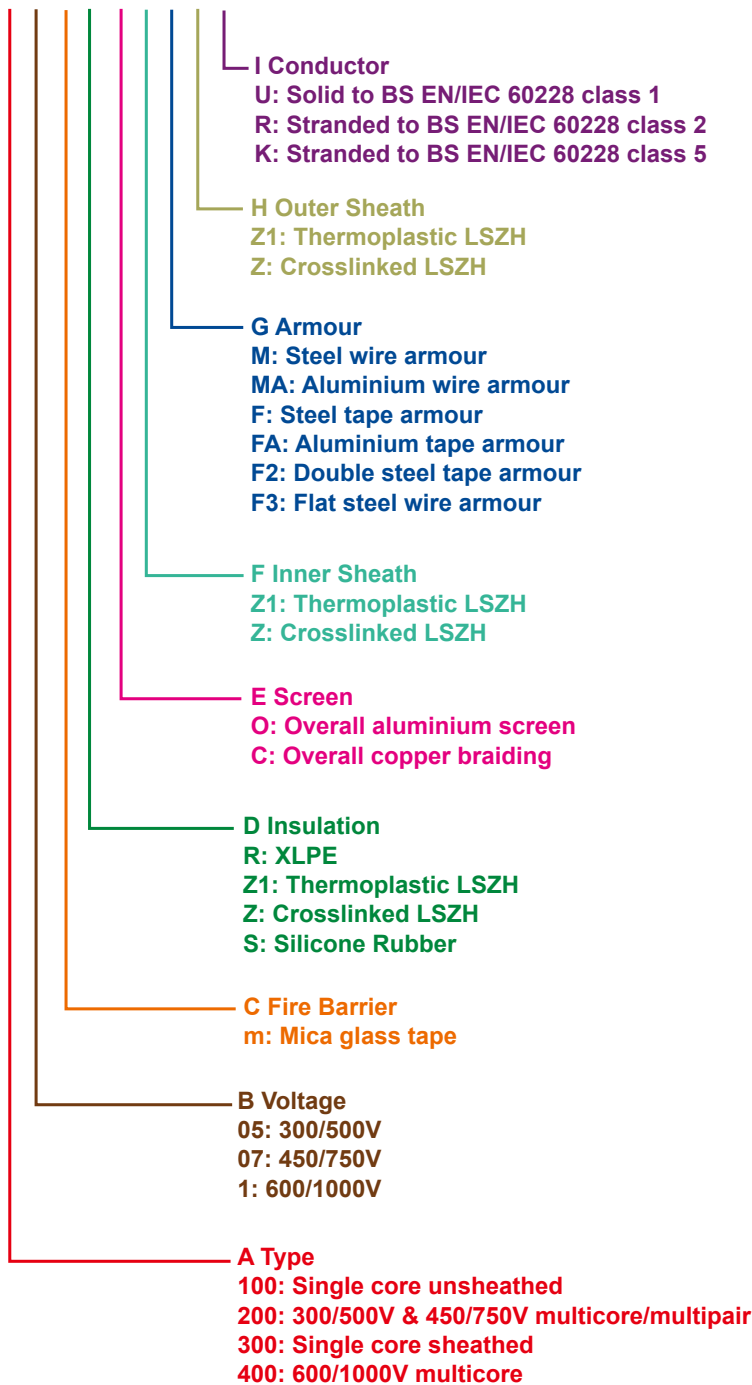 I Conductor
U: Solid to BS EN/IEC 60228 class 1
R: Stranded to BS EN/IEC 60228 class 2
K: Stranded to BS EN/IEC 60228 class 5
H Outer Sheath
Z1: Thermoplastic LSZH
Z: Crosslinked LSZH
G Armour
M: Steel wire armour
MA: Aluminium wire armour
F: Steel tape armour
FA: Aluminium tape armour
F2: Double steel tape armour
F3: Flat steel wire armour
F Inner Sheath
Z1: Thermoplastic LSZH
Z: Crosslinked LSZH
E Screen
O: Overall aluminium screen
C: Overall copper braiding
D Insulation
R: XLPE
Z1: Thermoplastic LSZH
Z: Crosslinked LSZH
S: Silicone Rubber
C Fire Barrier
m: Mica glass tape
B Voltage
05: 300/500V
07: 450/750V
1: 600/1000V
A Type
100: Single core unsheathed
200: 300/500V & 450/750V multicore/multipair
300: Single core sheathed
400: 600/1000V multicore